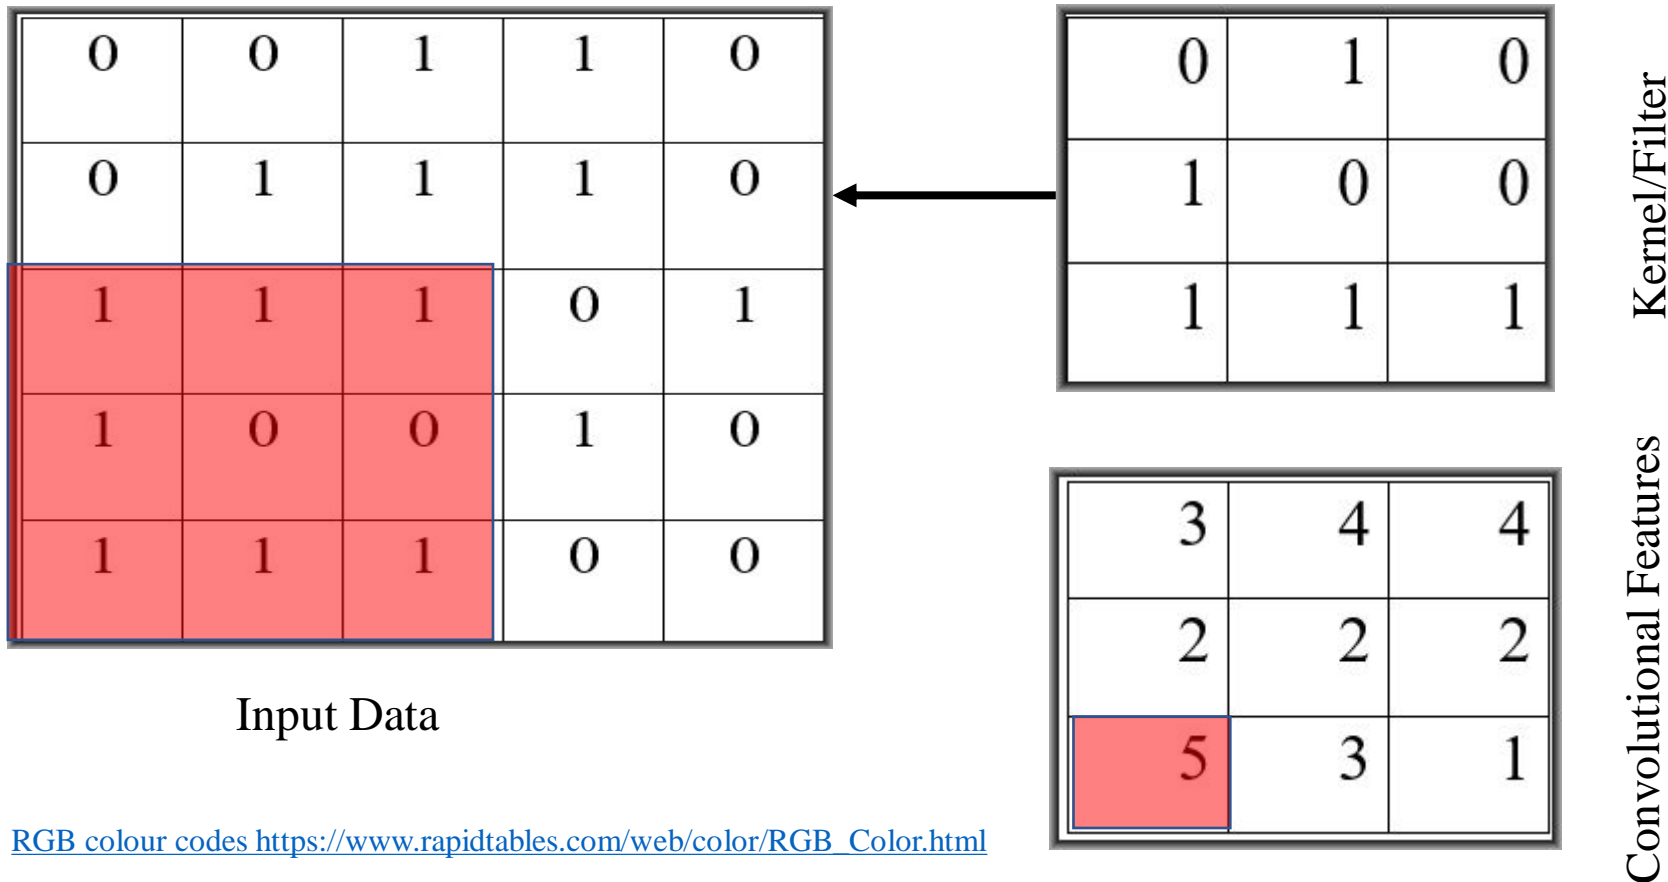 0 0 1 1 0
0 1 1 1 0
1 1 1 0 1
1 0 0 1 0
1 1 1 0 0
Input Data
0 1 0
1 0 0
1 1 1
Kernel/Filter
3 4 4
2 2 2
5 3 1
Convolutional Features
RGB colour codes https://www.rapidtables.com/web/color/RGB_Color.html